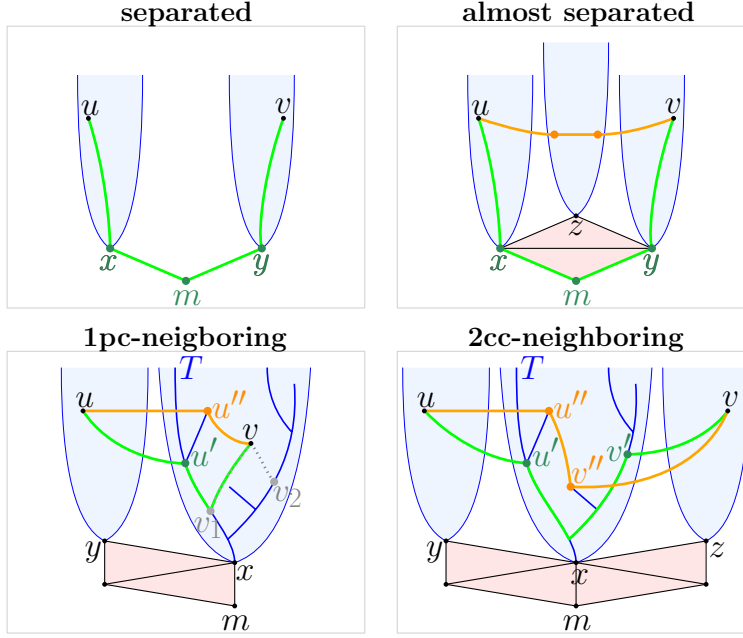 separated
almost separated
u v
x y
m
u v
z
x y
m
1pc-neigboring
2cc-neighboring
T
u u''
v
u'
v2
v1
y x
m
T
u u'' v
u' v'
v''
y x z
m